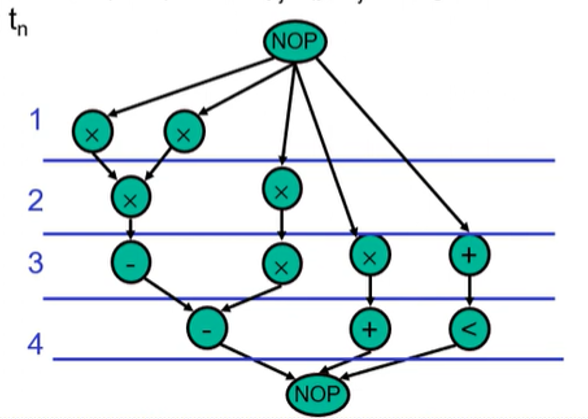 tn
NOP
1
× ×
2
× ×
3
- × × +
4
- + <
NOP